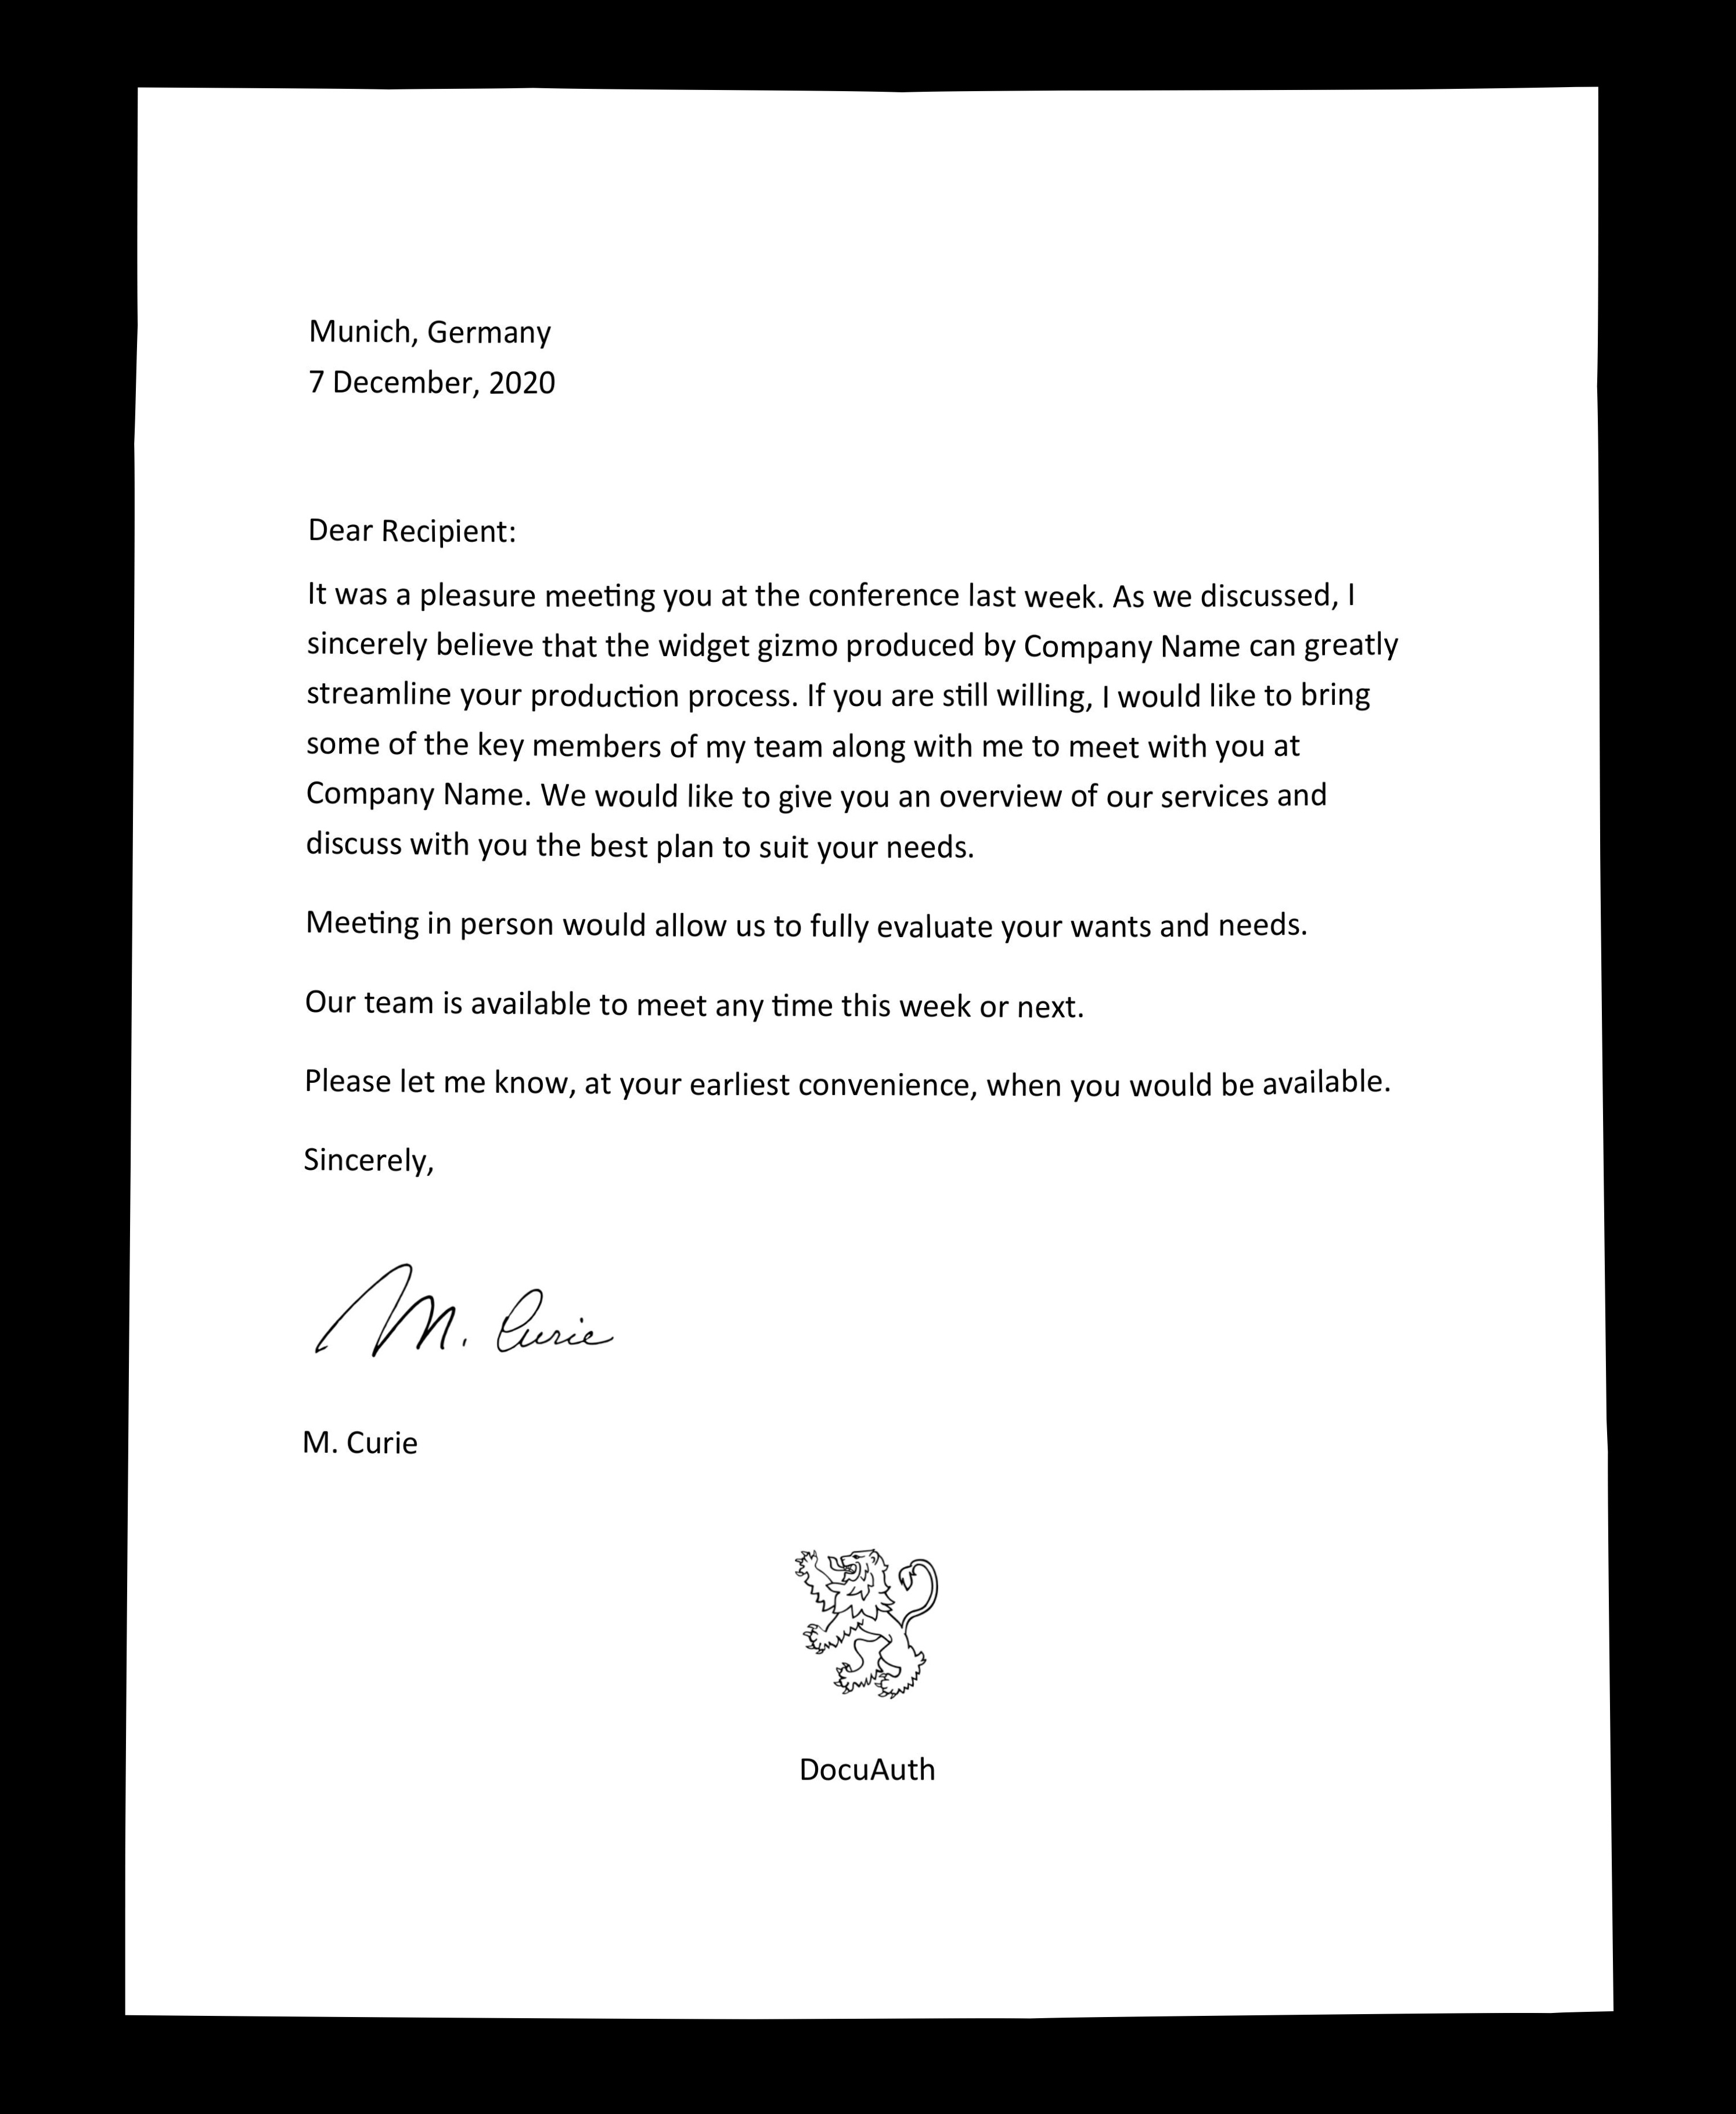 Munich, Germany
7 December, 2020
Dear Recipient:
It was a pleasure meeting you at the conference last week. As we discussed, I
sincerely believe that the widget gizmo produced by Company Name can greatly
streamline your production process. If you are still willing, I would like to bring
some of the key members of my team along with me to meet with you at
Company Name. We would like to give you an overview of our services and
discuss with you the best plan to suit your needs.
Meeting in person would allow us to fully evaluate your wants and needs.
Our team is available to meet any time this week or next.
Please let me know, at your earliest convenience, when you would be available.
Sincerely,
M. Curie
M. Curie
DocuAuth